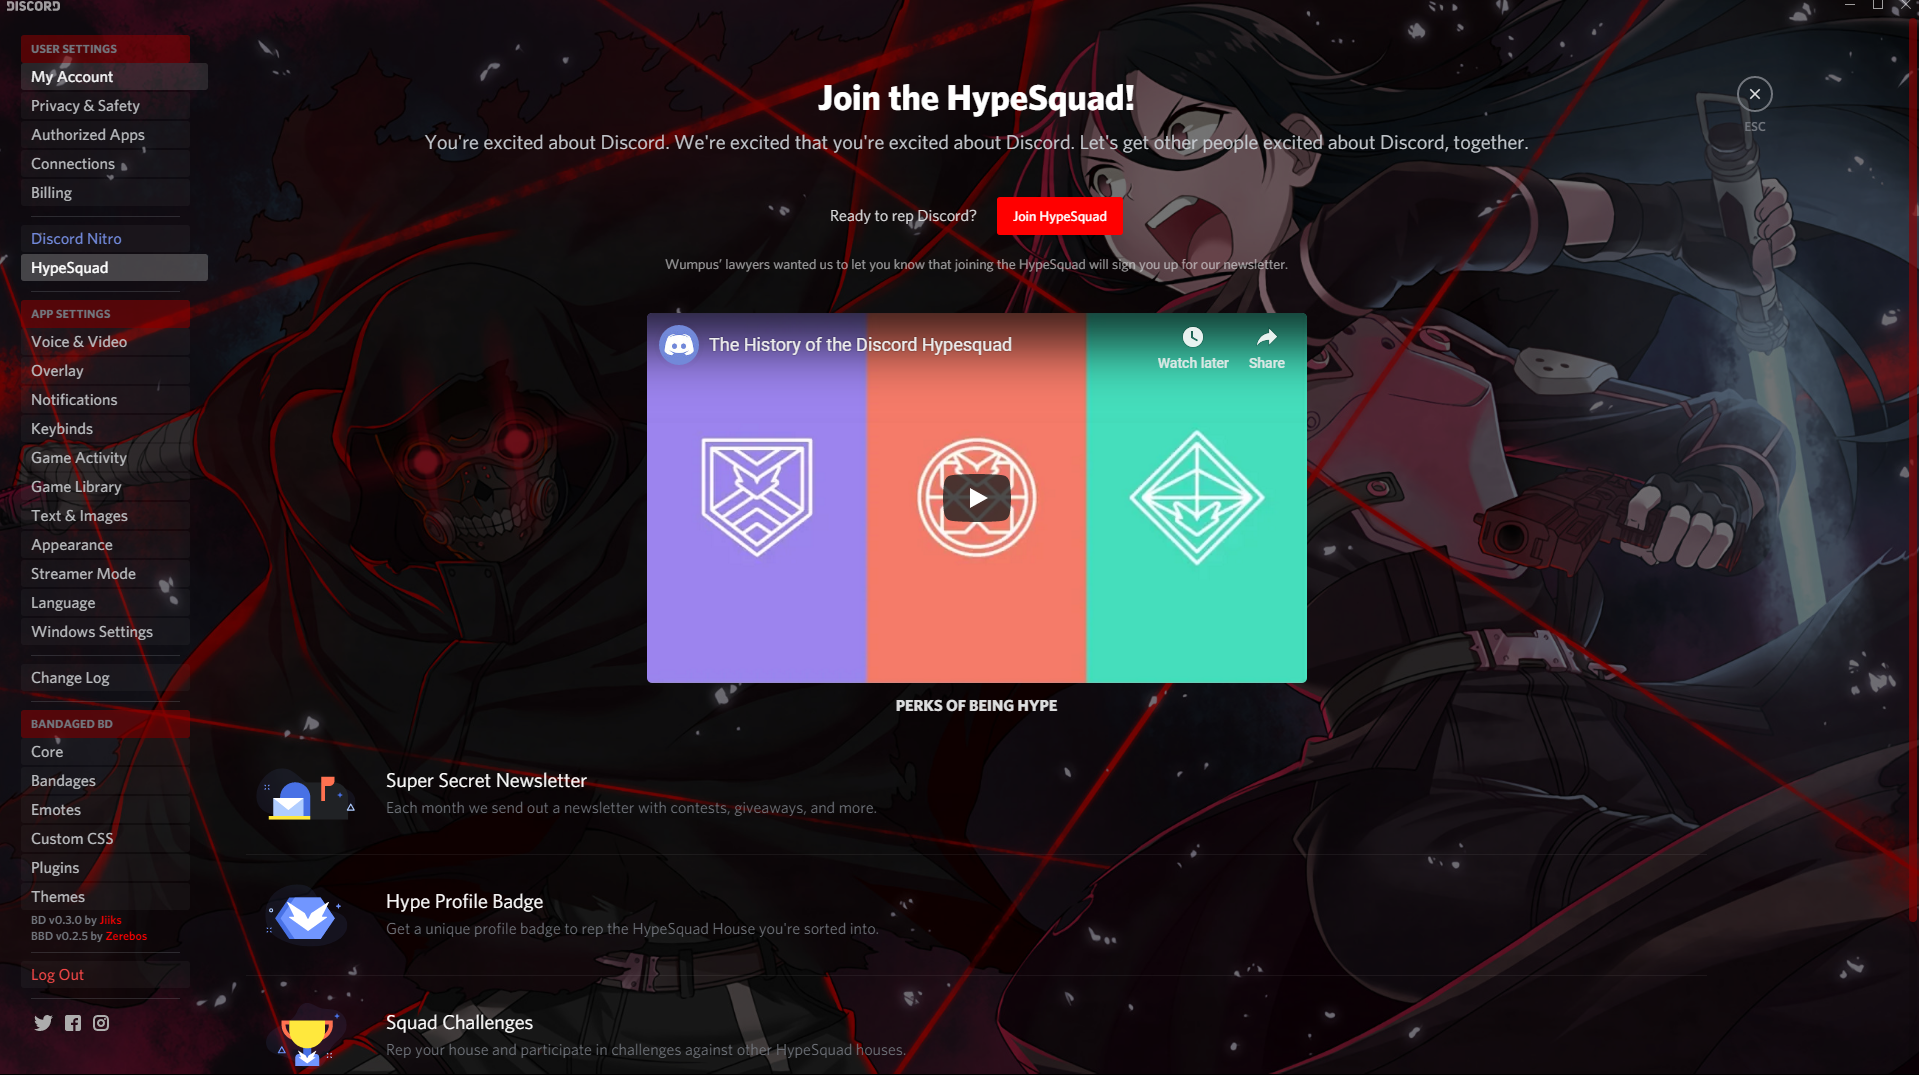 DISCORD
USER SETTINGS
My Account
Privacy & Safety
Authorized Apps
Connections
Billing
Discord Nitro
HypeSquad
APP SETTINGS
Voice & Video
Overlay
Notifications
Keybinds
Game Activity
Game Library
Text & Images
Appearance
Streamer Mode
Language
Windows Settings
Change Log
BANDAGED BD
Core
Bandages
Emotes
Custom CSS
Plugins
Themes
BD v0.3.0 by Jiiks
BBD v0.2.5 by Zerebos
Log Out
Join the HypeSquad!
You're excited about Discord. We're excited that you're excited about Discord. Let's get other people excited about Discord, together.
ESC
Ready to rep Discord? Join HypeSquad
Wumpus' lawyers wanted us to let you know that joining the HypeSquad will sign you up for our newsletter.
The History of the Discord Hypesquad
Watch later Share
PERKS OF BEING HYPE
Super Secret Newsletter
Each month we send out a newsletter with contests, giveaways, and more.
Hype Profile Badge
Get a unique profile badge to rep the HypeSquad House you're sorted into.
Squad Challenges
Rep your house and participate in challenges against other HypeSquad houses.